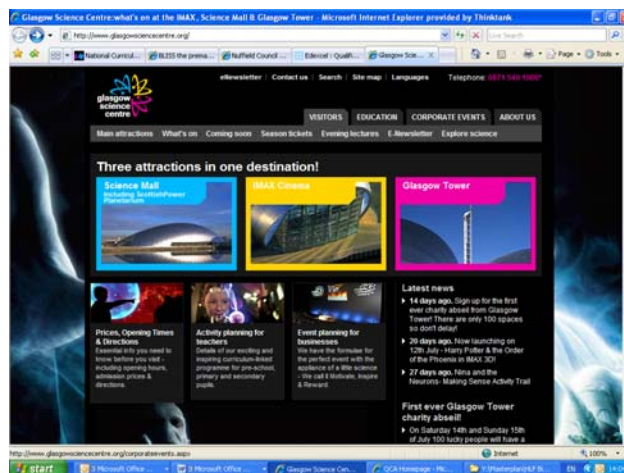 Glasgow Science Centre:what's on at the IMAX, Science Mall & Glasgow Tower - Microsoft Internet Explorer provided by Thinktank
http://www.glasgowsciencecentre.org/
Live Search
National Curricul...
BLISS the prema...
Nuffield Council ...
Edexcel : Qualifi...
Glasgow Scie...
Page
Tools
eNewsletter | Contact us | Search | Site map | Languages
Telephone:
glasgow
science
centre
VISITORS
EDUCATION
CORPORATE EVENTS
ABOUT US
Main attractions What's on Coming soon Season tickets Evening lectures E-Newsletter Explore science
Three attractions in one destination!
Science Mall
Including ScottishPower
Planetarium
IMAX Cinema
Glasgow Tower
Prices, Opening Times
& Directions
Essential info you need to
know before you visit -
including opening hours,
admission prices &
directions.
Activity planning for
teachers
Details of our exciting and
inspiring curriculum-linked
programme for pre-school,
primary and secondary
pupils.
Event planning for
businesses
We have the formulae for
the perfect event with the
appliance of a little science
- We call it Motivate, Inspire
& Reward.
Latest news
14 days ago. Sign up for the first
ever charity abseil from Glasgow
Tower! There are only 100 spaces
so don't delay!
20 days ago. Now launching on
12th July - Harry Potter & the Order
of the Phoenix in IMAX 3D!
27 days ago. Nina and the
Neurons- Making Sense Activity Trail
First ever Glasgow Tower
charity abseil!
On Saturday 14th and Sunday 15th
of July 100 lucky people will have a
http://www.glasgowsciencecentre.org/corporateevents.aspx
Internet
100%
start
3 Microsoft Office ...
3 Microsoft Office ...
Glasgow Science Cen...
QCA Homepage - Mic...
EN